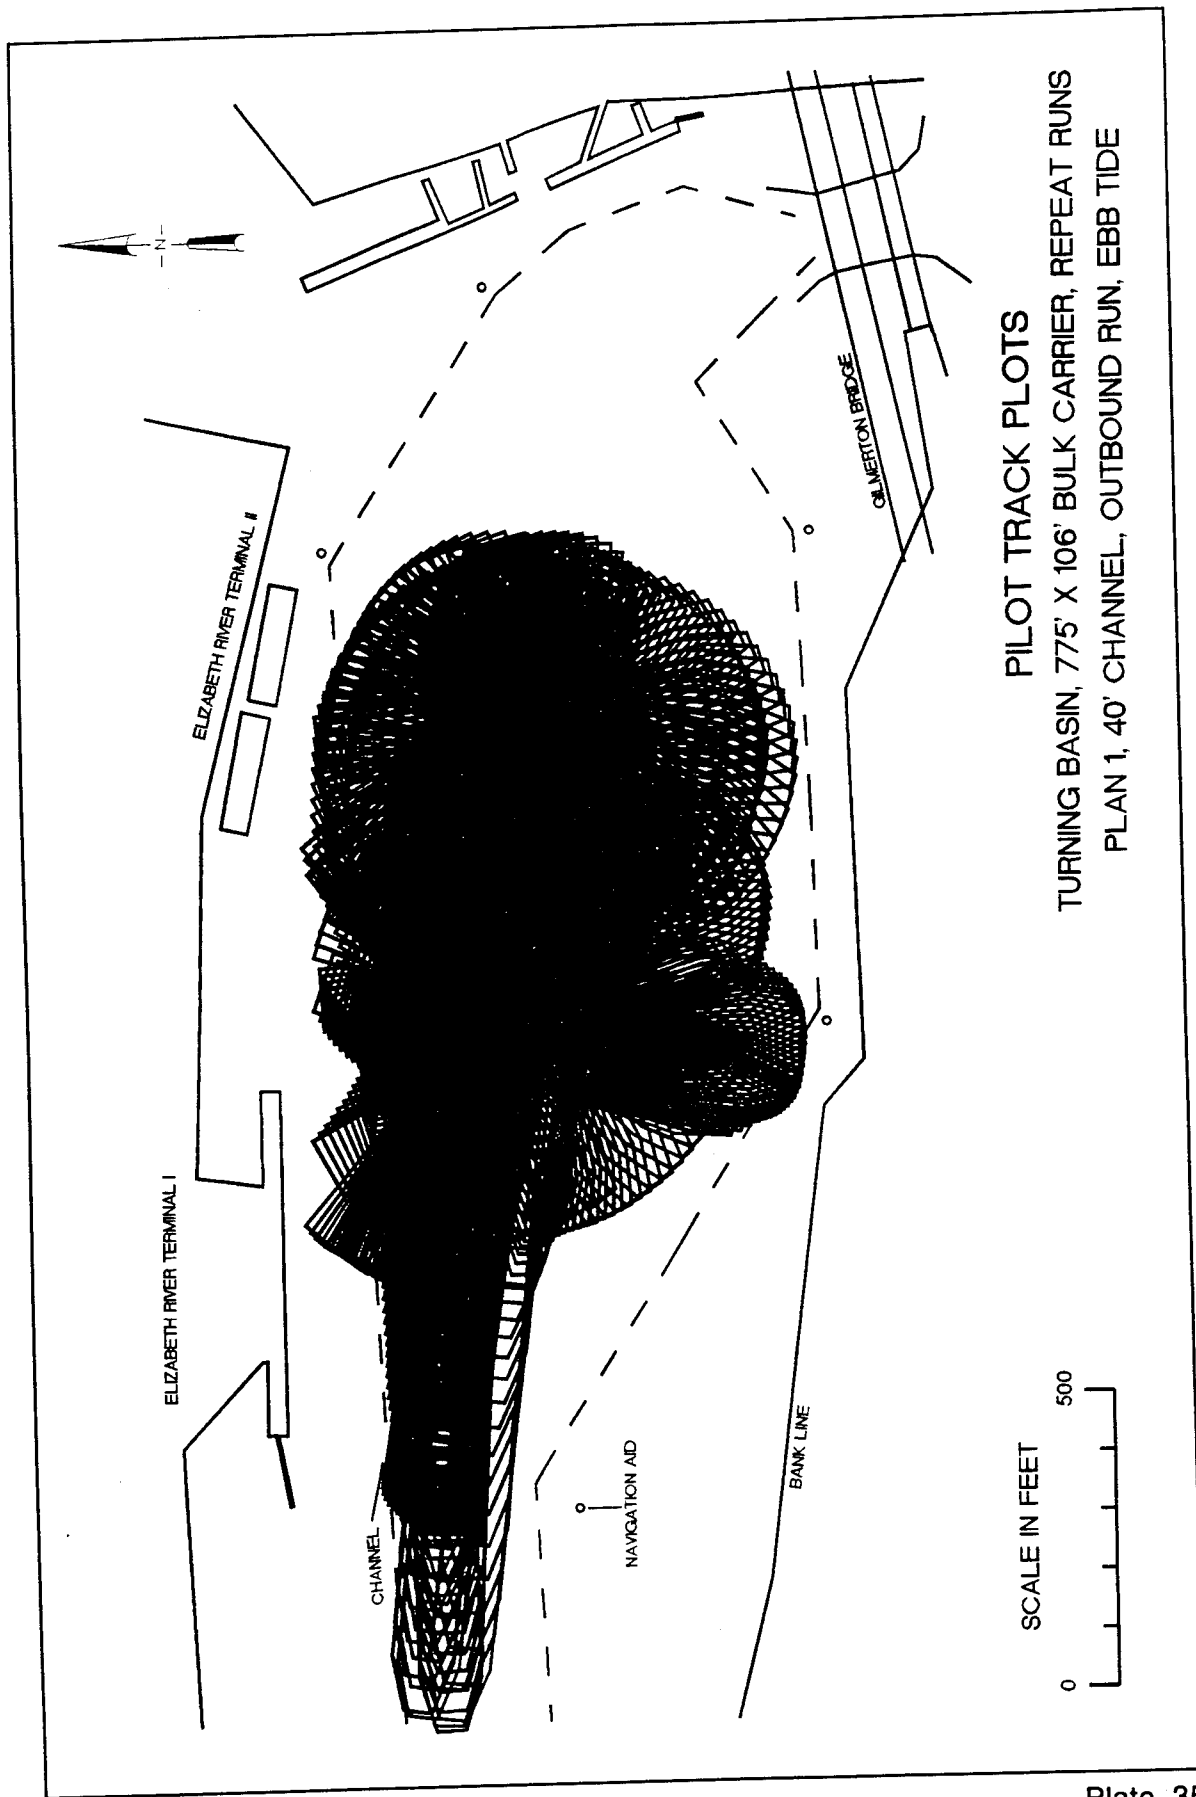 N
ELIZABETH RIVER TERMINAL I
ELIZABETH RIVER TERMINAL II
CHANNEL
NAVIGATION AID
BANK LINE
GILMERTON BRIDGE
SCALE IN FEET
0 500
PILOT TRACK PLOTS
TURNING BASIN, 775' X 106' BULK CARRIER, REPEAT RUNS
PLAN 1, 40' CHANNEL, OUTBOUND RUN, EBB TIDE
Plate